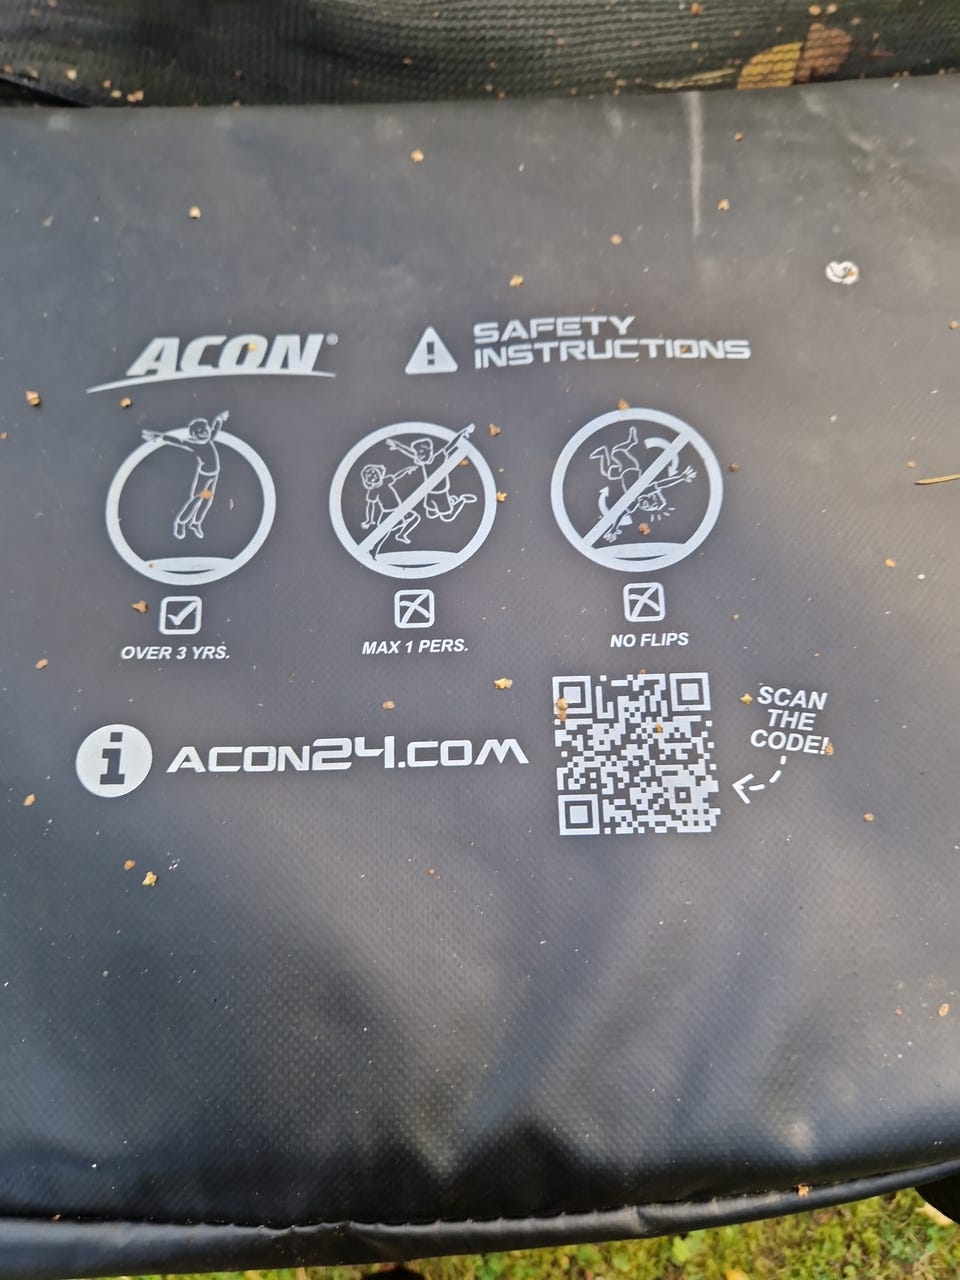 ACON®
SAFETY
INSTRUCTIONS
OVER 3 YRS.
MAX 1 PERS.
NO FLIPS
i ACON24.COM
SCAN
THE
CODE!